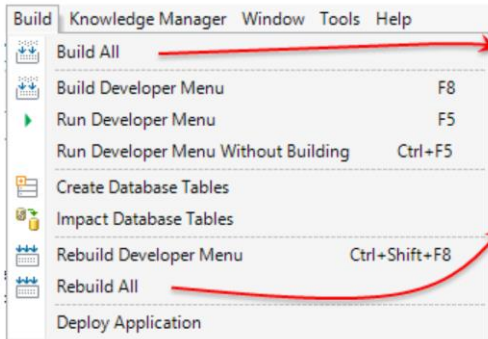 Build Knowledge Manager Window Tools Help
Build All
Build Developer Menu F8
Run Developer Menu F5
Run Developer Menu Without Building Ctrl+F5
Create Database Tables
Impact Database Tables
Rebuild Developer Menu Ctrl+Shift+F8
Rebuild All
Deploy Application